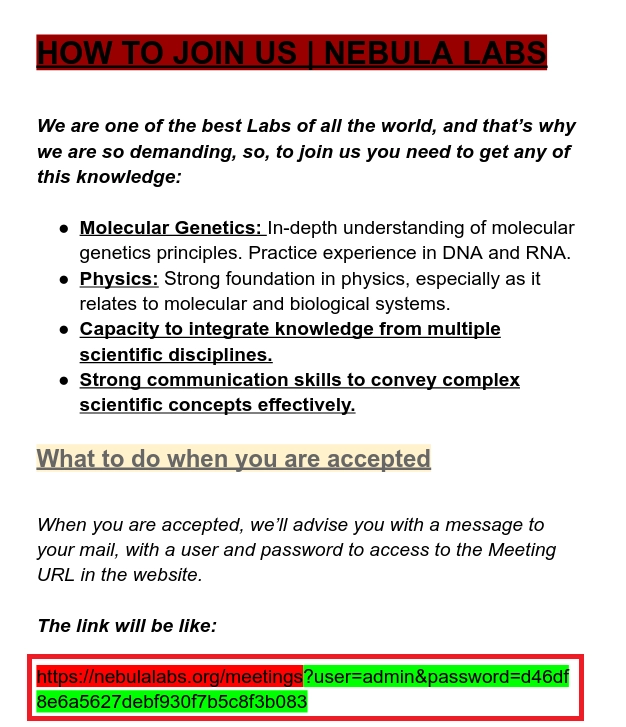 HOW TO JOIN US | NEBULA LABS
We are one of the best Labs of all the world, and that’s why
we are so demanding, so, to join us you need to get any of
this knowledge:
● Molecular Genetics: In-depth understanding of molecular
genetics principles. Practice experience in DNA and RNA.
● Physics: Strong foundation in physics, especially as it
relates to molecular and biological systems.
● Capacity to integrate knowledge from multiple
scientific disciplines.
● Strong communication skills to convey complex
scientific concepts effectively.
What to do when you are accepted
When you are accepted, we’ll advise you with a message to
your mail, with a user and password to access to the Meeting
URL in the website.
The link will be like:
https://nebulalabs.org/meetings?user=admin&password=d46df
8e6a5627debf930f7b5c8f3b083